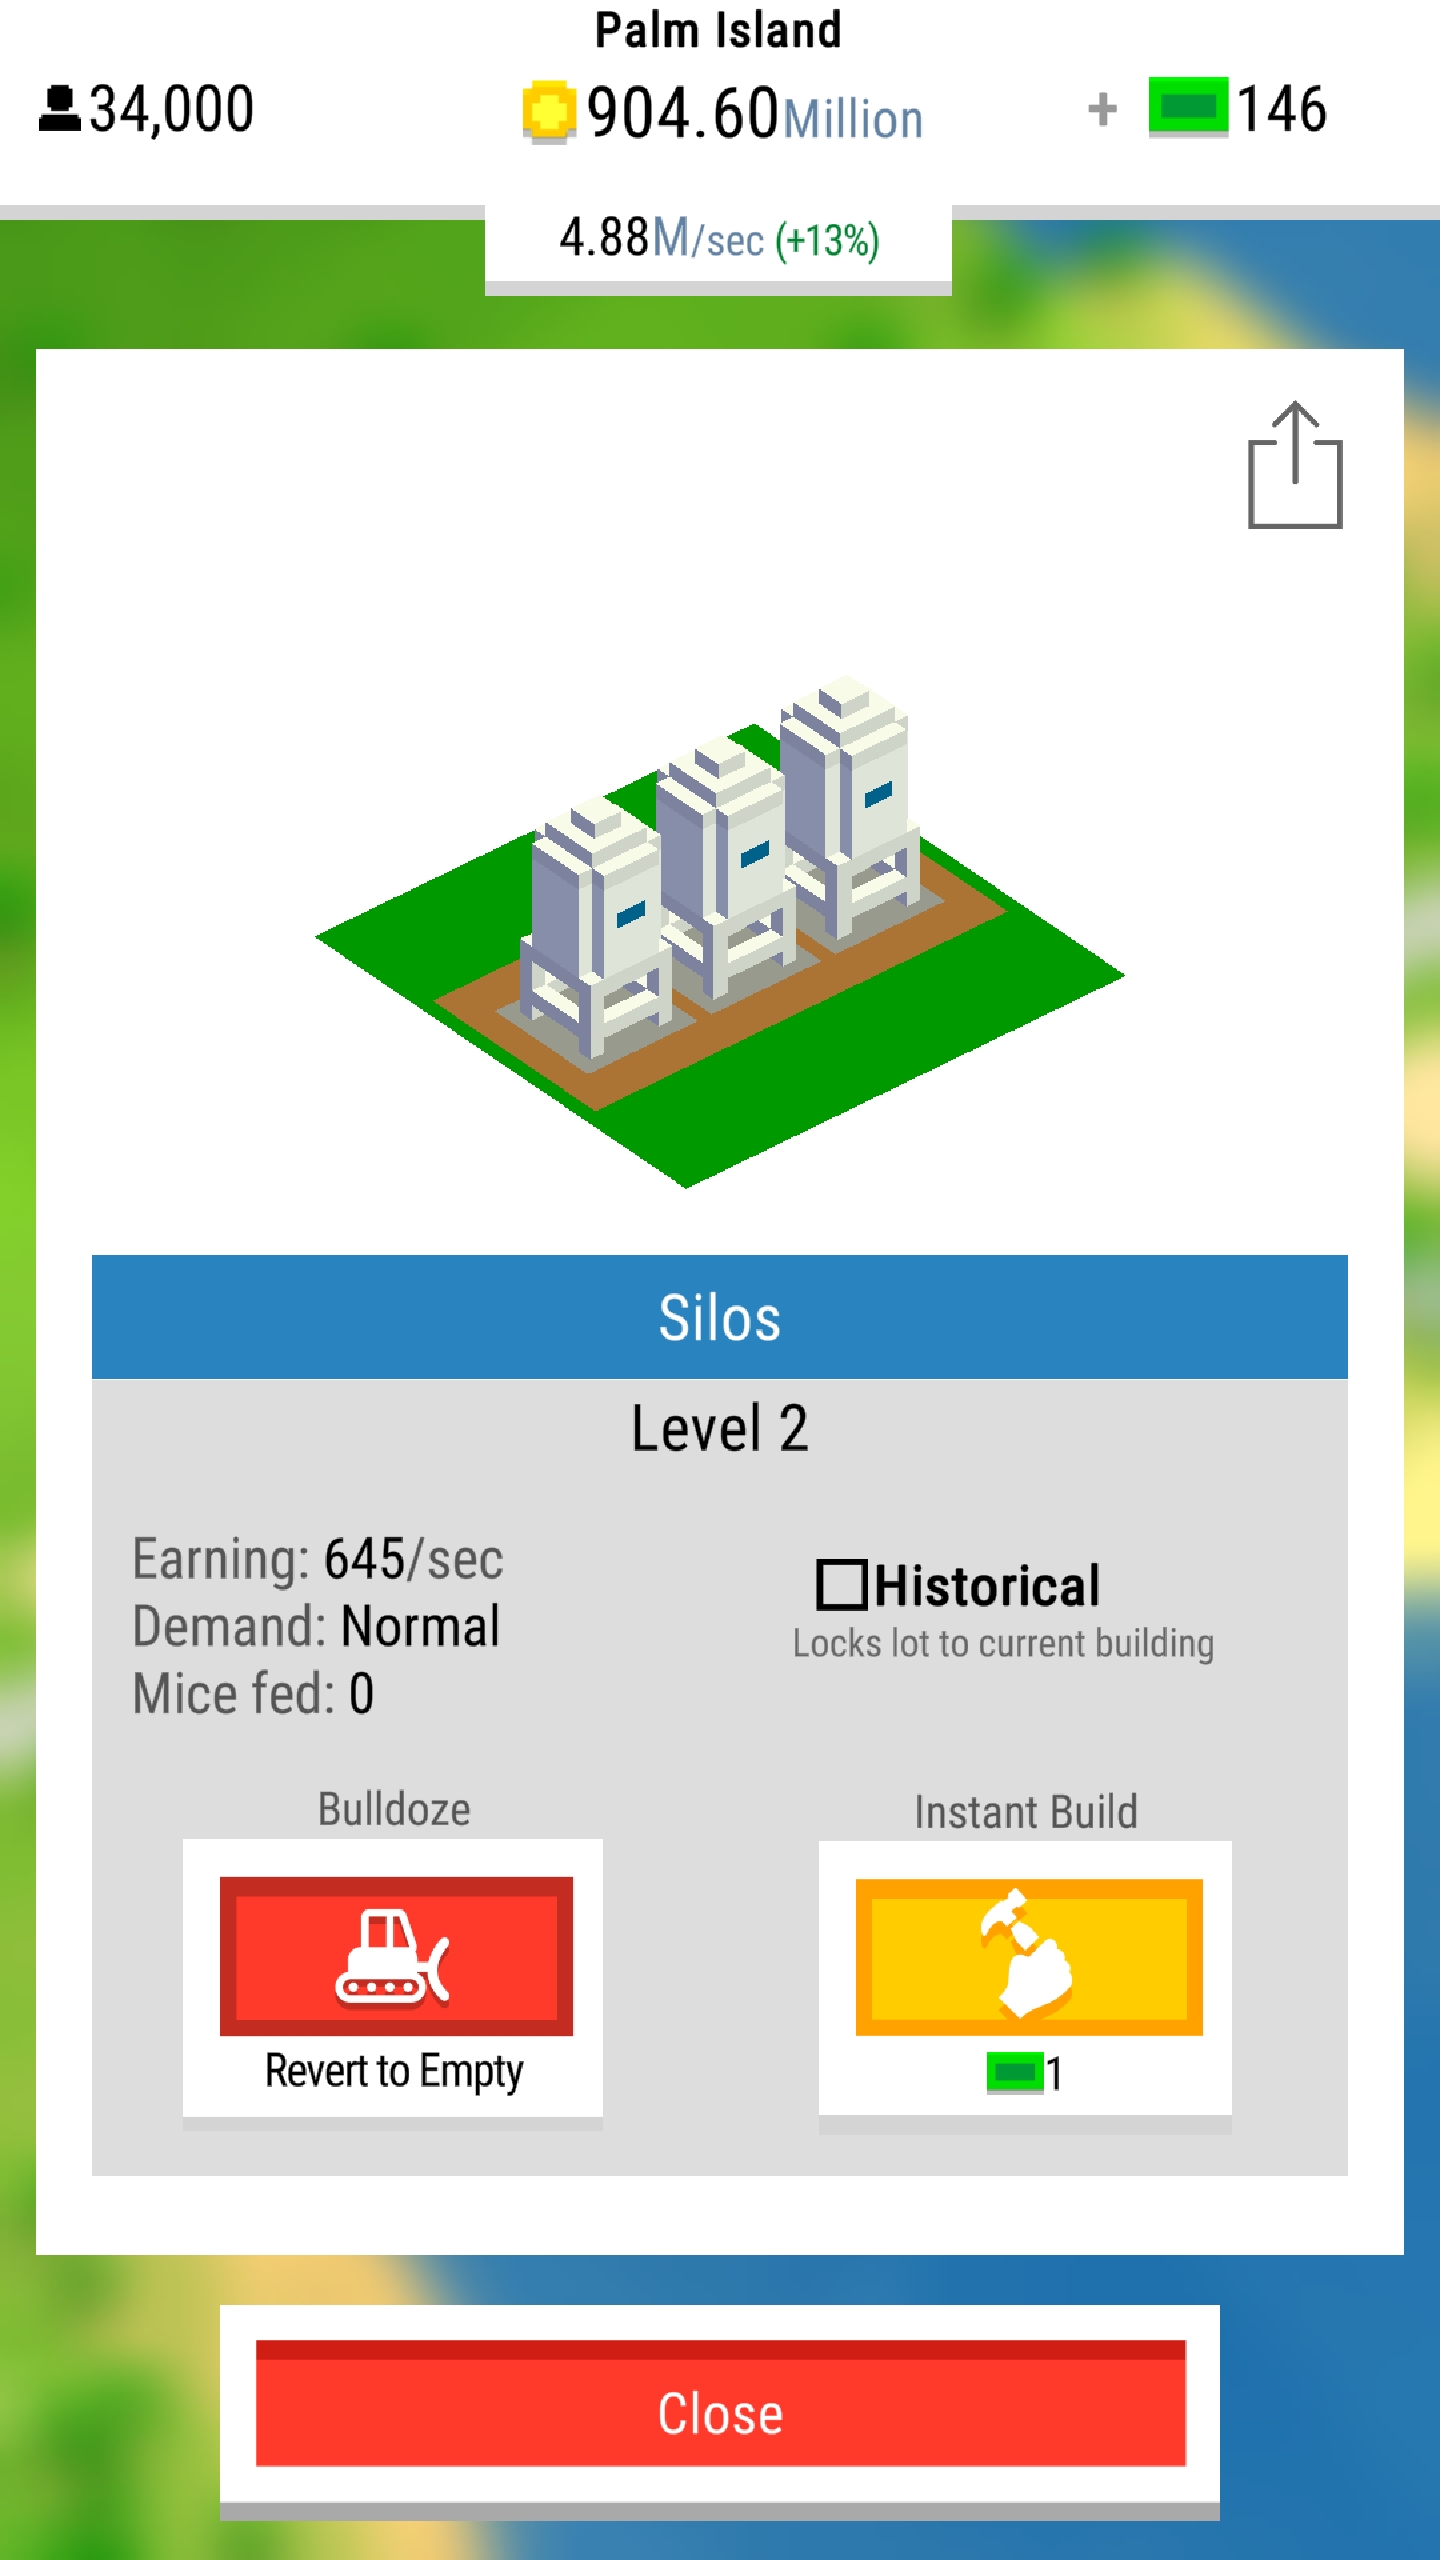 Palm Island
34,000
904.60Million
+ 146
4.88M/sec (+13%)
Silos
Level 2
Earning: 645/sec
Demand: Normal
Mice fed: 0
Historical
Locks lot to current building
Bulldoze
Revert to Empty
Instant Build
1
Close